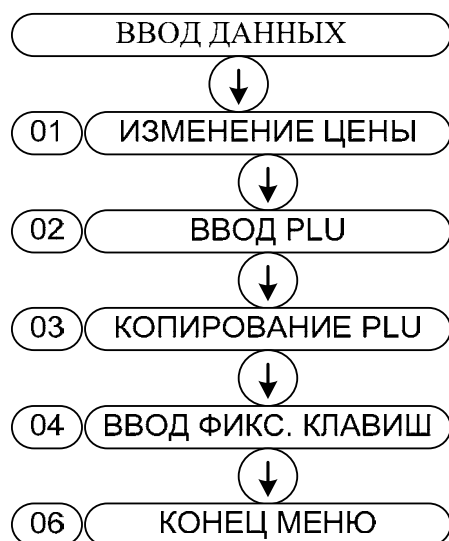 ВВОД ДАННЫХ
01 ИЗМЕНЕНИЕ ЦЕНЫ
02 ВВОД PLU
03 КОПИРОВАНИЕ PLU
04 ВВОД ФИКС. КЛАВИШ
06 КОНЕЦ МЕНЮ